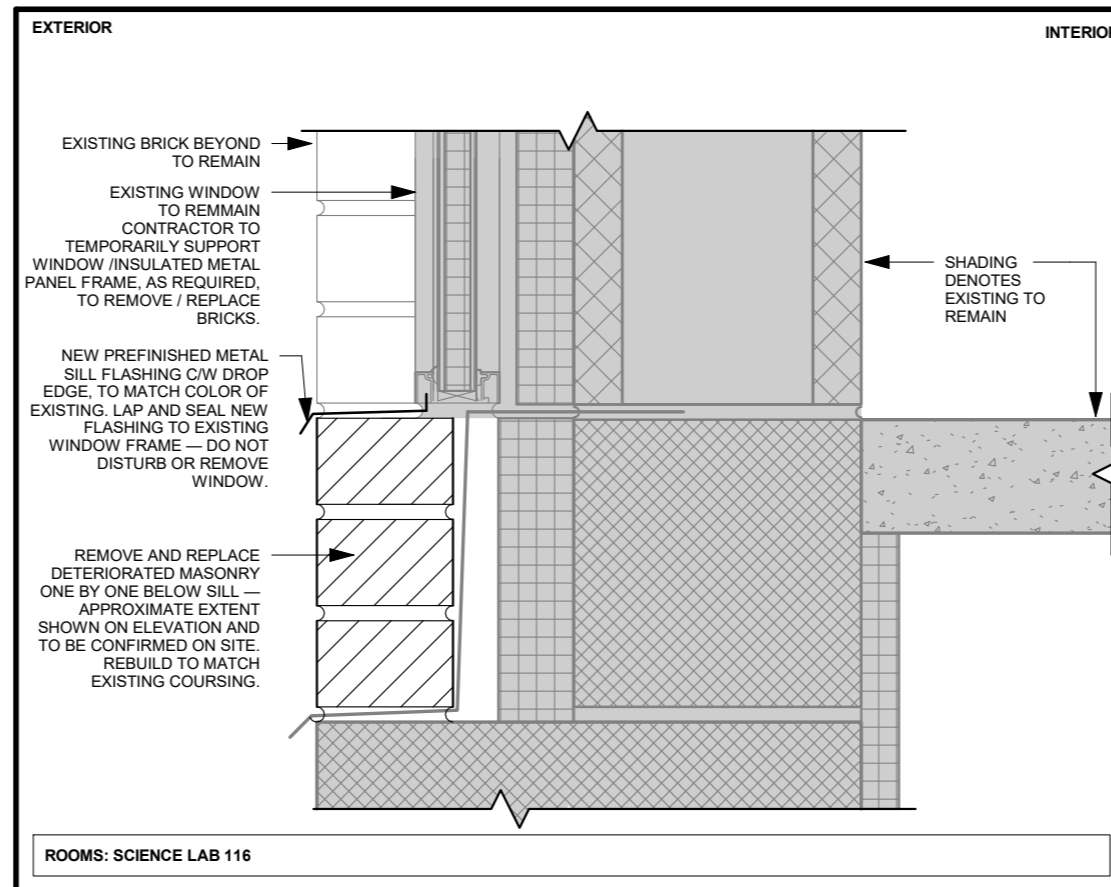 EXTERIOR
INTERIOR
EXISTING BRICK BEYOND
TO REMAIN
EXISTING WINDOW
TO REMMAIN
CONTRACTOR TO
TEMPORARILY SUPPORT
WINDOW /INSULATED METAL
PANEL FRAME, AS REQUIRED,
TO REMOVE / REPLACE
BRICKS.
SHADING
DENOTES
EXISTING TO
REMAIN
NEW PREFINISHED METAL
SILL FLASHING C/W DROP
EDGE, TO MATCH COLOR OF
EXISTING. LAP AND SEAL NEW
FLASHING TO EXISTING
WINDOW FRAME — DO NOT
DISTURB OR REMOVE
WINDOW.
REMOVE AND REPLACE
DETERIORATED MASONRY
ONE BY ONE BELOW SILL —
APPROXIMATE EXTENT
SHOWN ON ELEVATION AND
TO BE CONFIRMED ON SITE.
REBUILD TO MATCH
EXISTING COURSING.
ROOMS: SCIENCE LAB 116